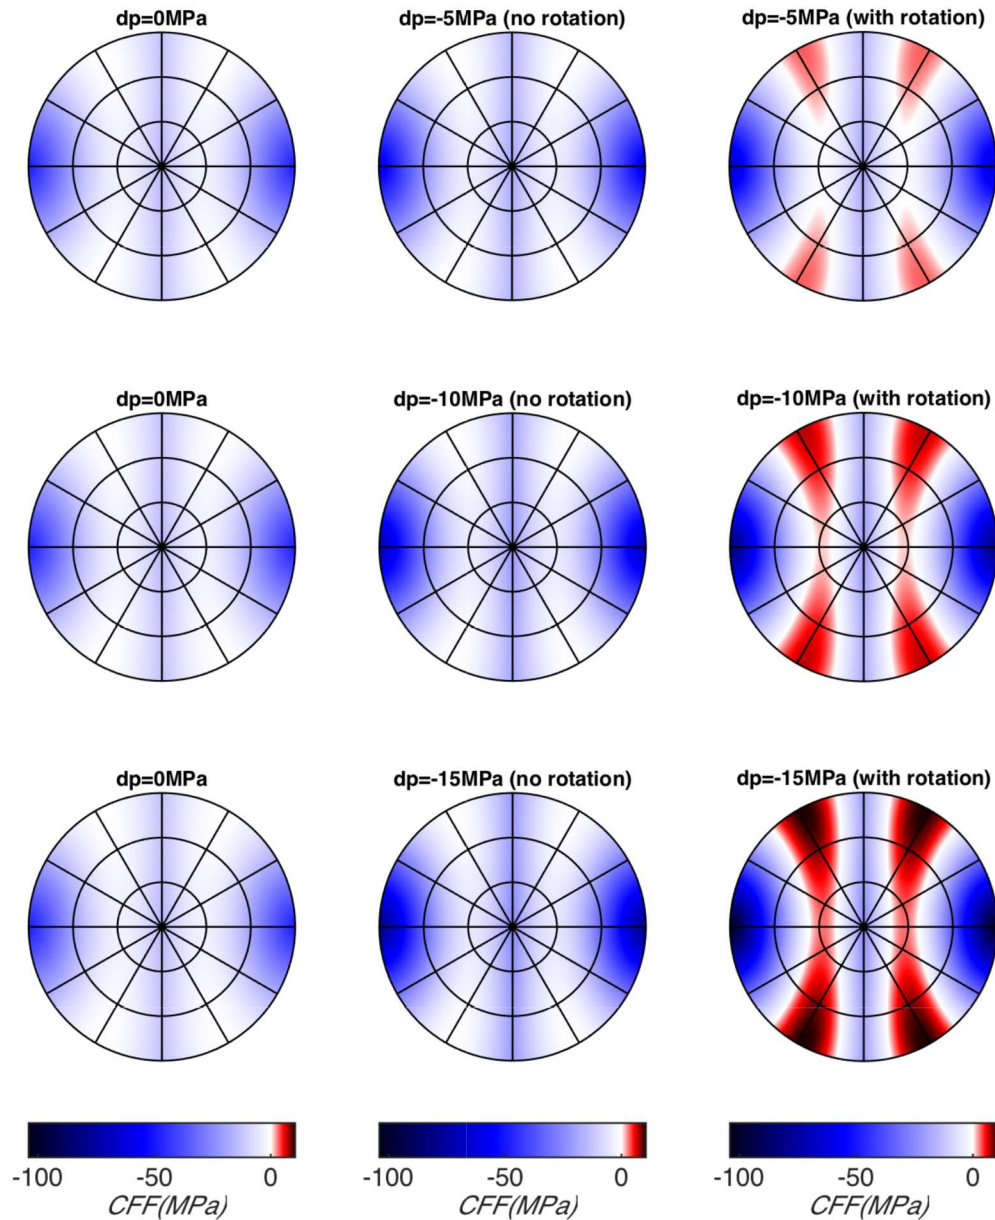 dp=0MPa
dp=-5MPa (no rotation)
dp=-5MPa (with rotation)
dp=0MPa
dp=-10MPa (no rotation)
dp=-10MPa (with rotation)
dp=0MPa
dp=-15MPa (no rotation)
dp=-15MPa (with rotation)
-100 -50 0
-100 -50 0
-100 -50 0
CFF(MPa)
CFF(MPa)
CFF(MPa)